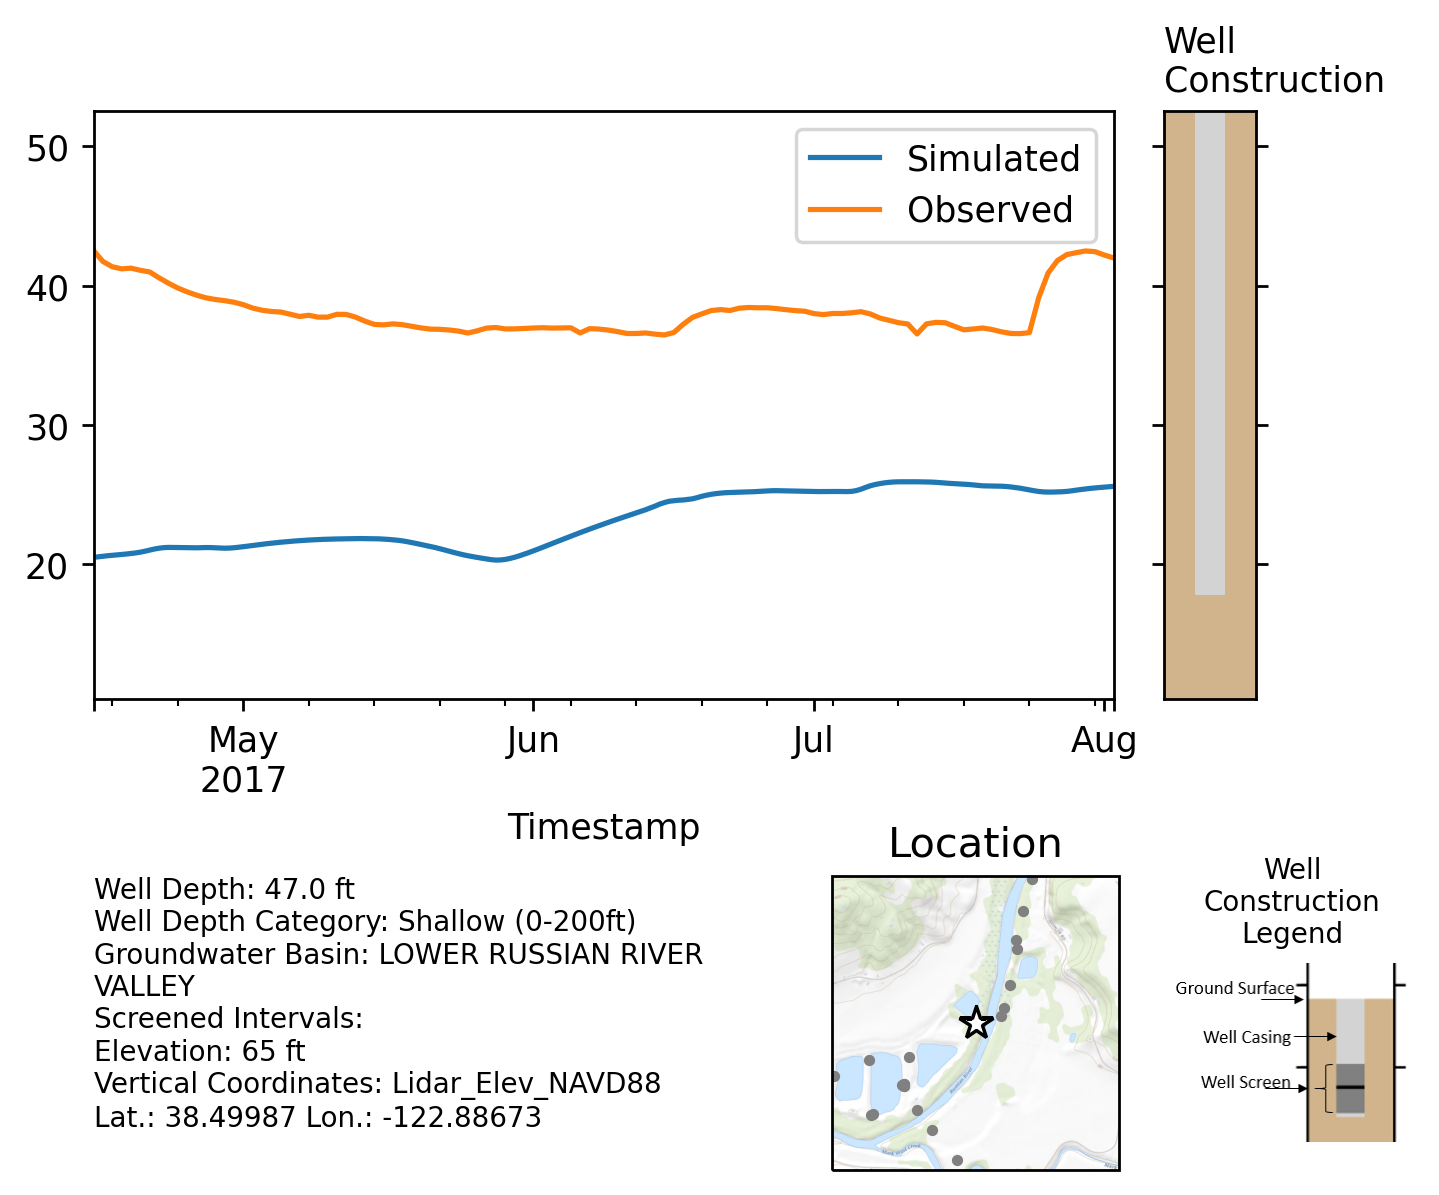 Well
Construction
50
40
30
20
Simulated
Observed
May
2017
Jun
Jul
Aug
Timestamp
Well Depth: 47.0 ft
Well Depth Category: Shallow (0-200ft)
Groundwater Basin: LOWER RUSSIAN RIVER
VALLEY
Screened Intervals:
Elevation: 65 ft
Vertical Coordinates: Lidar_Elev_NAVD88
Lat.: 38.49987 Lon.: -122.88673
Location
Well
Construction
Legend
Ground Surface
Well Casing
Well Screen